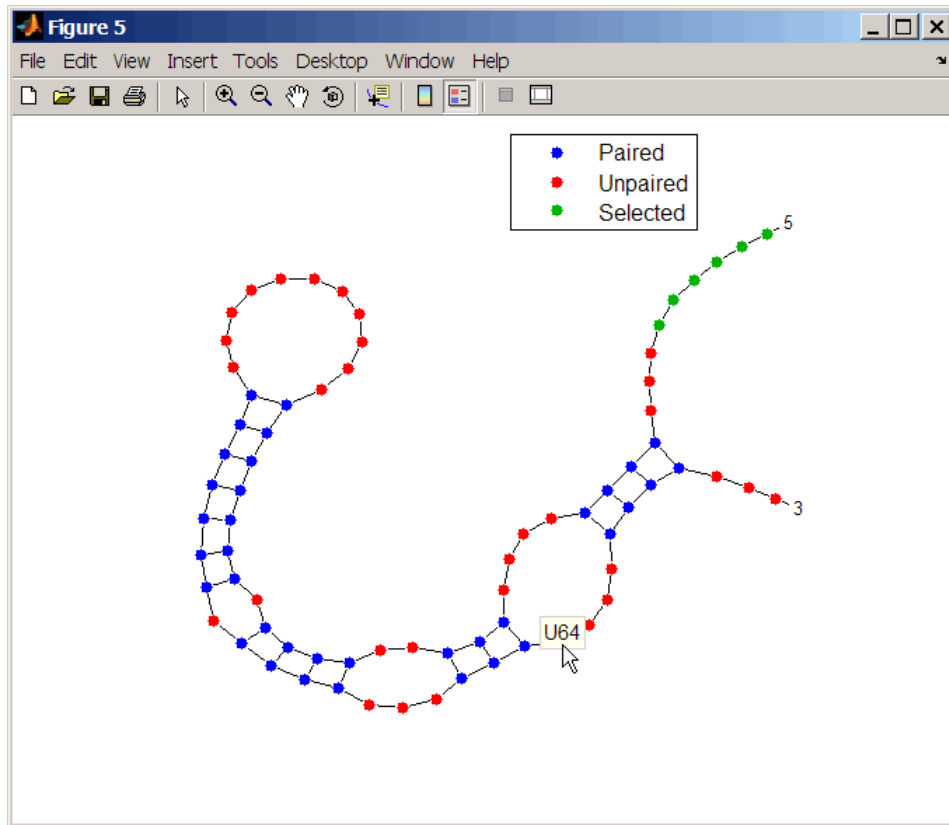 Figure 5
File Edit View Insert Tools Desktop Window Help
Paired
Unpaired
Selected
5
3
U64